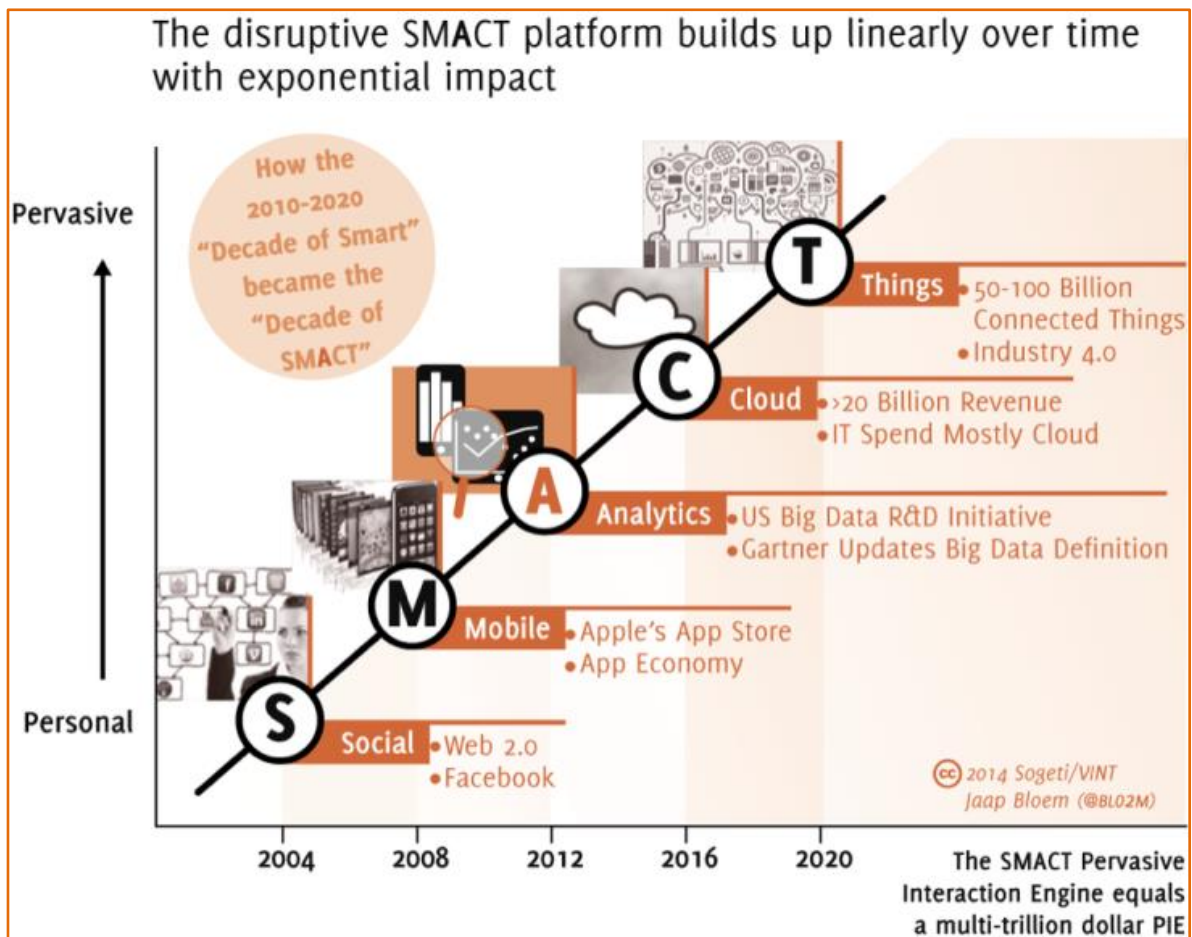 The disruptive SMACT platform builds up linearly over time
with exponential impact
How the
2010-2020
“Decade of Smart”
became the
“Decade of
SMACT”
Pervasive
Personal
T
Things
•50-100 Billion
Connected Things
•Industry 4.0
C
Cloud
•>20 Billion Revenue
•IT Spend Mostly Cloud
A
Analytics
•US Big Data R&D Initiative
•Gartner Updates Big Data Definition
M
Mobile
•Apple's App Store
•App Economy
S
Social
•Web 2.0
•Facebook
cc 2014 Sogeti/VINT
Jaap Bloem (@BL02M)
2004 2008 2012 2016 2020
The SMACT Pervasive
Interaction Engine equals
a multi-trillion dollar PIE